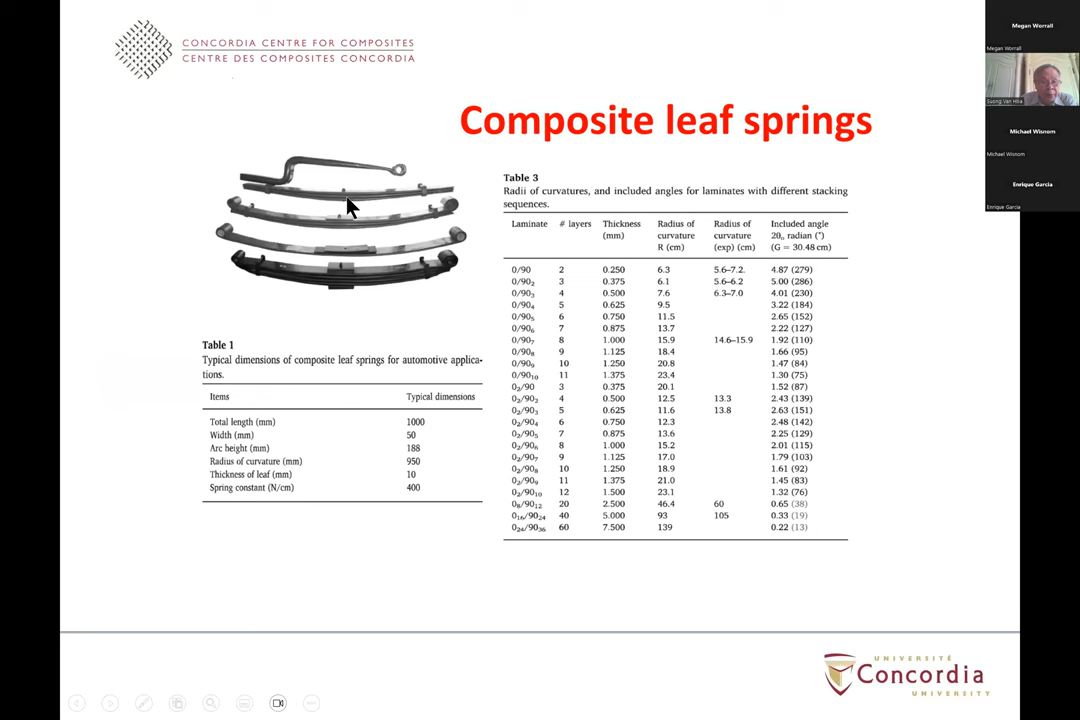 CONCORDIA CENTRE FOR COMPOSITES
CENTRE DES COMPOSITES CONCORDIA
Composite leaf springs
Table 1
Typical dimensions of composite leaf springs for automotive applica-
tions.
Items Typical dimensions
Total length (mm) 1000
Width (mm) 50
Arc height (mm) 188
Radius of curvature (mm) 950
Thickness of leaf (mm) 10
Spring constant (N/cm) 400
Table 3
Radii of curvatures, and included angles for laminates with different stacking
sequences.
Laminate # layers Thickness Radius of Radius of Included angle
(mm) curvature curvature 2θₒ, radian (°)
R (cm) (exp) (cm) (G = 30.48 cm)
0/90 2 0.250 6.3 5.6–7.2. 4.87 (279)
0/90₂ 3 0.375 6.1 5.6–6.2 5.00 (286)
0/90₃ 4 0.500 7.6 6.3–7.0 4.01 (230)
0/90₄ 5 0.625 9.5 3.22 (184)
0/90₅ 6 0.750 11.5 2.65 (152)
0/90₆ 7 0.875 13.7 2.22 (127)
0/90₇ 8 1.000 15.9 14.6–15.9 1.92 (110)
0/90₈ 9 1.125 18.4 1.66 (95)
0/90₉ 10 1.250 20.8 1.47 (84)
0/90₁₀ 11 1.375 23.4 1.30 (75)
0₂/90 3 0.375 20.1 1.52 (87)
0₂/90₂ 4 0.500 12.5 13.3 2.43 (139)
0₂/90₃ 5 0.625 11.6 13.8 2.63 (151)
0₂/90₄ 6 0.750 12.3 2.48 (142)
0₂/90₅ 7 0.875 13.6 2.25 (129)
0₂/90₆ 8 1.000 15.2 2.01 (115)
0₂/90₇ 9 1.125 17.0 1.79 (103)
0₂/90₈ 10 1.250 18.9 1.61 (92)
0₂/90₉ 11 1.375 21.0 1.45 (83)
0₂/90₁₀ 12 1.500 23.1 1.32 (76)
0₈/90₁₂ 20 2.500 46.4 60 0.65 (38)
0₁₆/90₂₄ 40 5.000 93 105 0.33 (19)
0₂₄/90₃₆ 60 7.500 139 0.22 (13)
Megan Worrall
Megan Worrall
Suong Van Hoa
Michael Wisnom
Michael Wisnom
Enrique Garcia
Enrique Garcia
UNIVERSITÉ
Concordia
UNIVERSITY